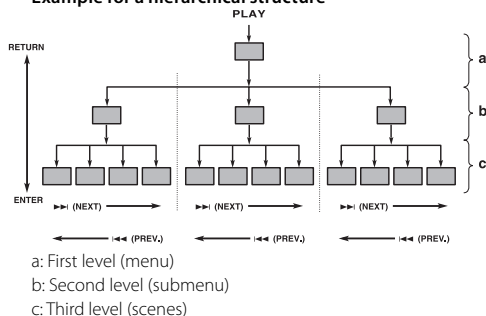 Example for a hierarchical structure
PLAY
RETURN
a
b
c
ENTER
▶▶| (NEXT) ▶▶| (NEXT) ▶▶| (NEXT)
|◀◀ (PREV.) |◀◀ (PREV.) |◀◀ (PREV.)
a: First level (menu)
b: Second level (submenu)
c: Third level (scenes)